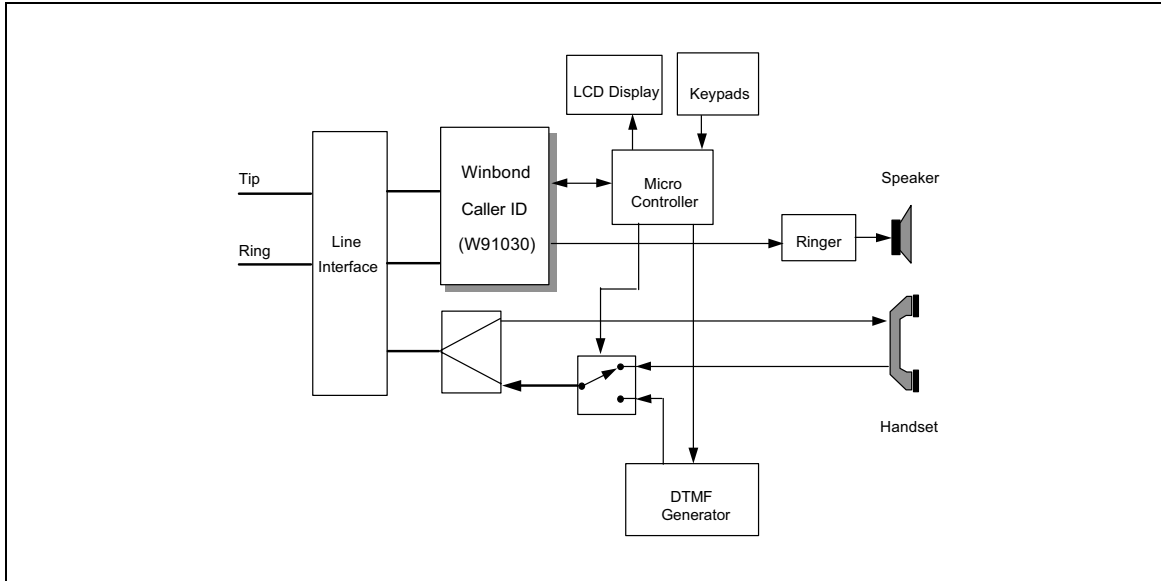 LCD Display
Keypads
Tip
Ring
Line
Interface
Winbond
Caller ID
(W91030)
Micro
Controller
Speaker
Ringer
Handset
DTMF
Generator